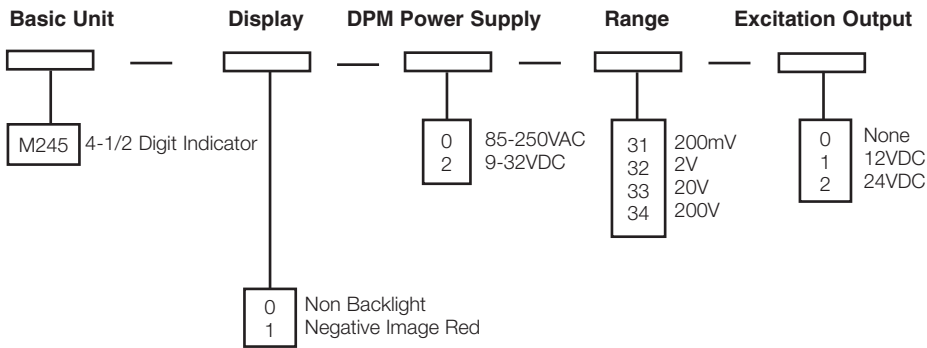 Basic Unit Display DPM Power Supply Range Excitation Output
M245 4-1/2 Digit Indicator
0 85-250VAC
2 9-32VDC
31 200mV
32 2V
33 20V
34 200V
0 None
1 12VDC
2 24VDC
0 Non Backlight
1 Negative Image Red